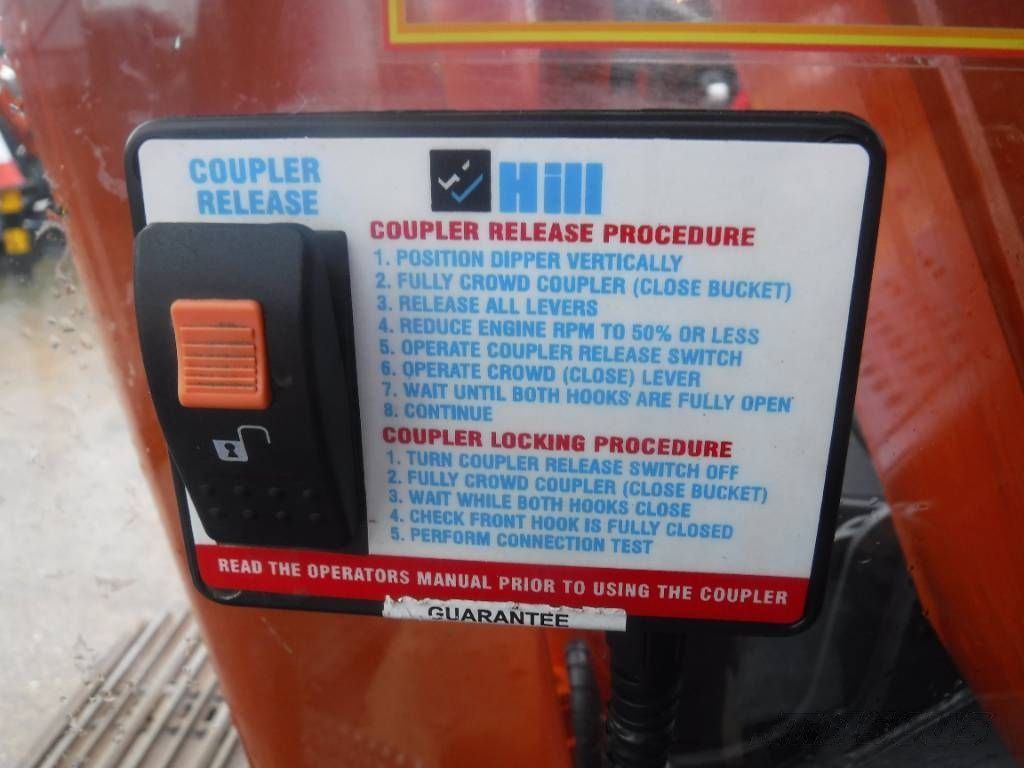 COUPLER
RELEASE
Hill
COUPLER RELEASE PROCEDURE
1. POSITION DIPPER VERTICALLY
2. FULLY CROWD COUPLER (CLOSE BUCKET)
3. RELEASE ALL LEVERS
4. REDUCE ENGINE RPM TO 50% OR LESS
5. OPERATE COUPLER RELEASE SWITCH
6. OPERATE CROWD (CLOSE) LEVER
7. WAIT UNTIL BOTH HOOKS ARE FULLY OPEN
8. CONTINUE
COUPLER LOCKING PROCEDURE
1. TURN COUPLER RELEASE SWITCH OFF
2. FULLY CROWD COUPLER (CLOSE BUCKET)
3. WAIT WHILE BOTH HOOKS CLOSE
4. CHECK FRONT HOOK IS FULLY CLOSED
5. PERFORM CONNECTION TEST
READ THE OPERATORS MANUAL PRIOR TO USING THE COUPLER
GUARANTEE